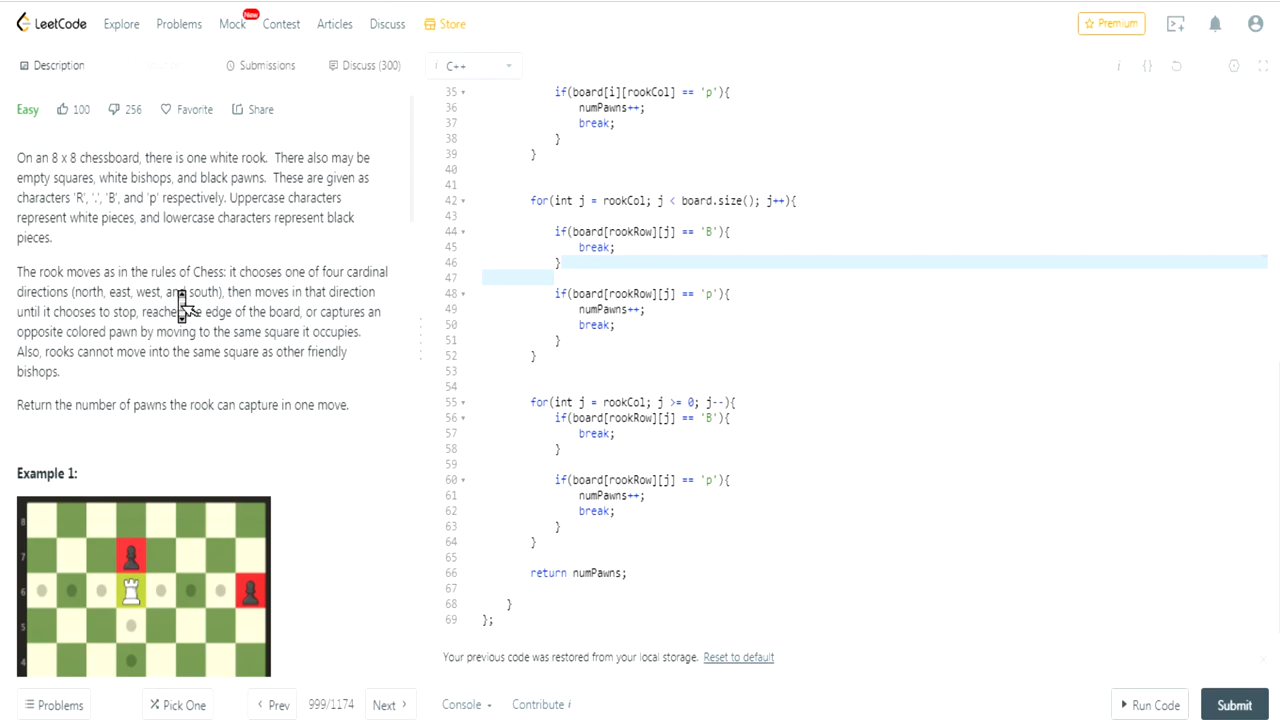 LeetCode Explore Problems Mock New Contest Articles Discuss Store Premium
Description Submissions Discuss (300) i C++ i {}
Easy 100 256 Favorite Share
On an 8 x 8 chessboard, there is one white rook. There also may be
empty squares, white bishops, and black pawns. These are given as
characters 'R', '.', 'B', and 'p' respectively. Uppercase characters
represent white pieces, and lowercase characters represent black
pieces.
The rook moves as in the rules of Chess: it chooses one of four cardinal
directions (north, east, west, and south), then moves in that direction
until it chooses to stop, reaches the edge of the board, or captures an
opposite colored pawn by moving to the same square it occupies.
Also, rooks cannot move into the same square as other friendly
bishops.
Return the number of pawns the rook can capture in one move.
Example 1:
8
7
6
5
4
35 if(board[i][rookCol] == 'p'){
36 numPawns++;
37 break;
38 }
39 }
40
41
42 for(int j = rookCol; j < board.size(); j++){
43
44 if(board[rookRow][j] == 'B'){
45 break;
46 }
47
48 if(board[rookRow][j] == 'p'){
49 numPawns++;
50 break;
51 }
52 }
53
54
55 for(int j = rookCol; j >= 0; j--){
56 if(board[rookRow][j] == 'B'){
57 break;
58 }
59
60 if(board[rookRow][j] == 'p'){
61 numPawns++;
62 break;
63 }
64 }
65
66 return numPawns;
67
68 }
69 };
Your previous code was restored from your local storage. Reset to default
Problems Pick One Prev 999/1174 Next Console Contribute i Run Code Submit